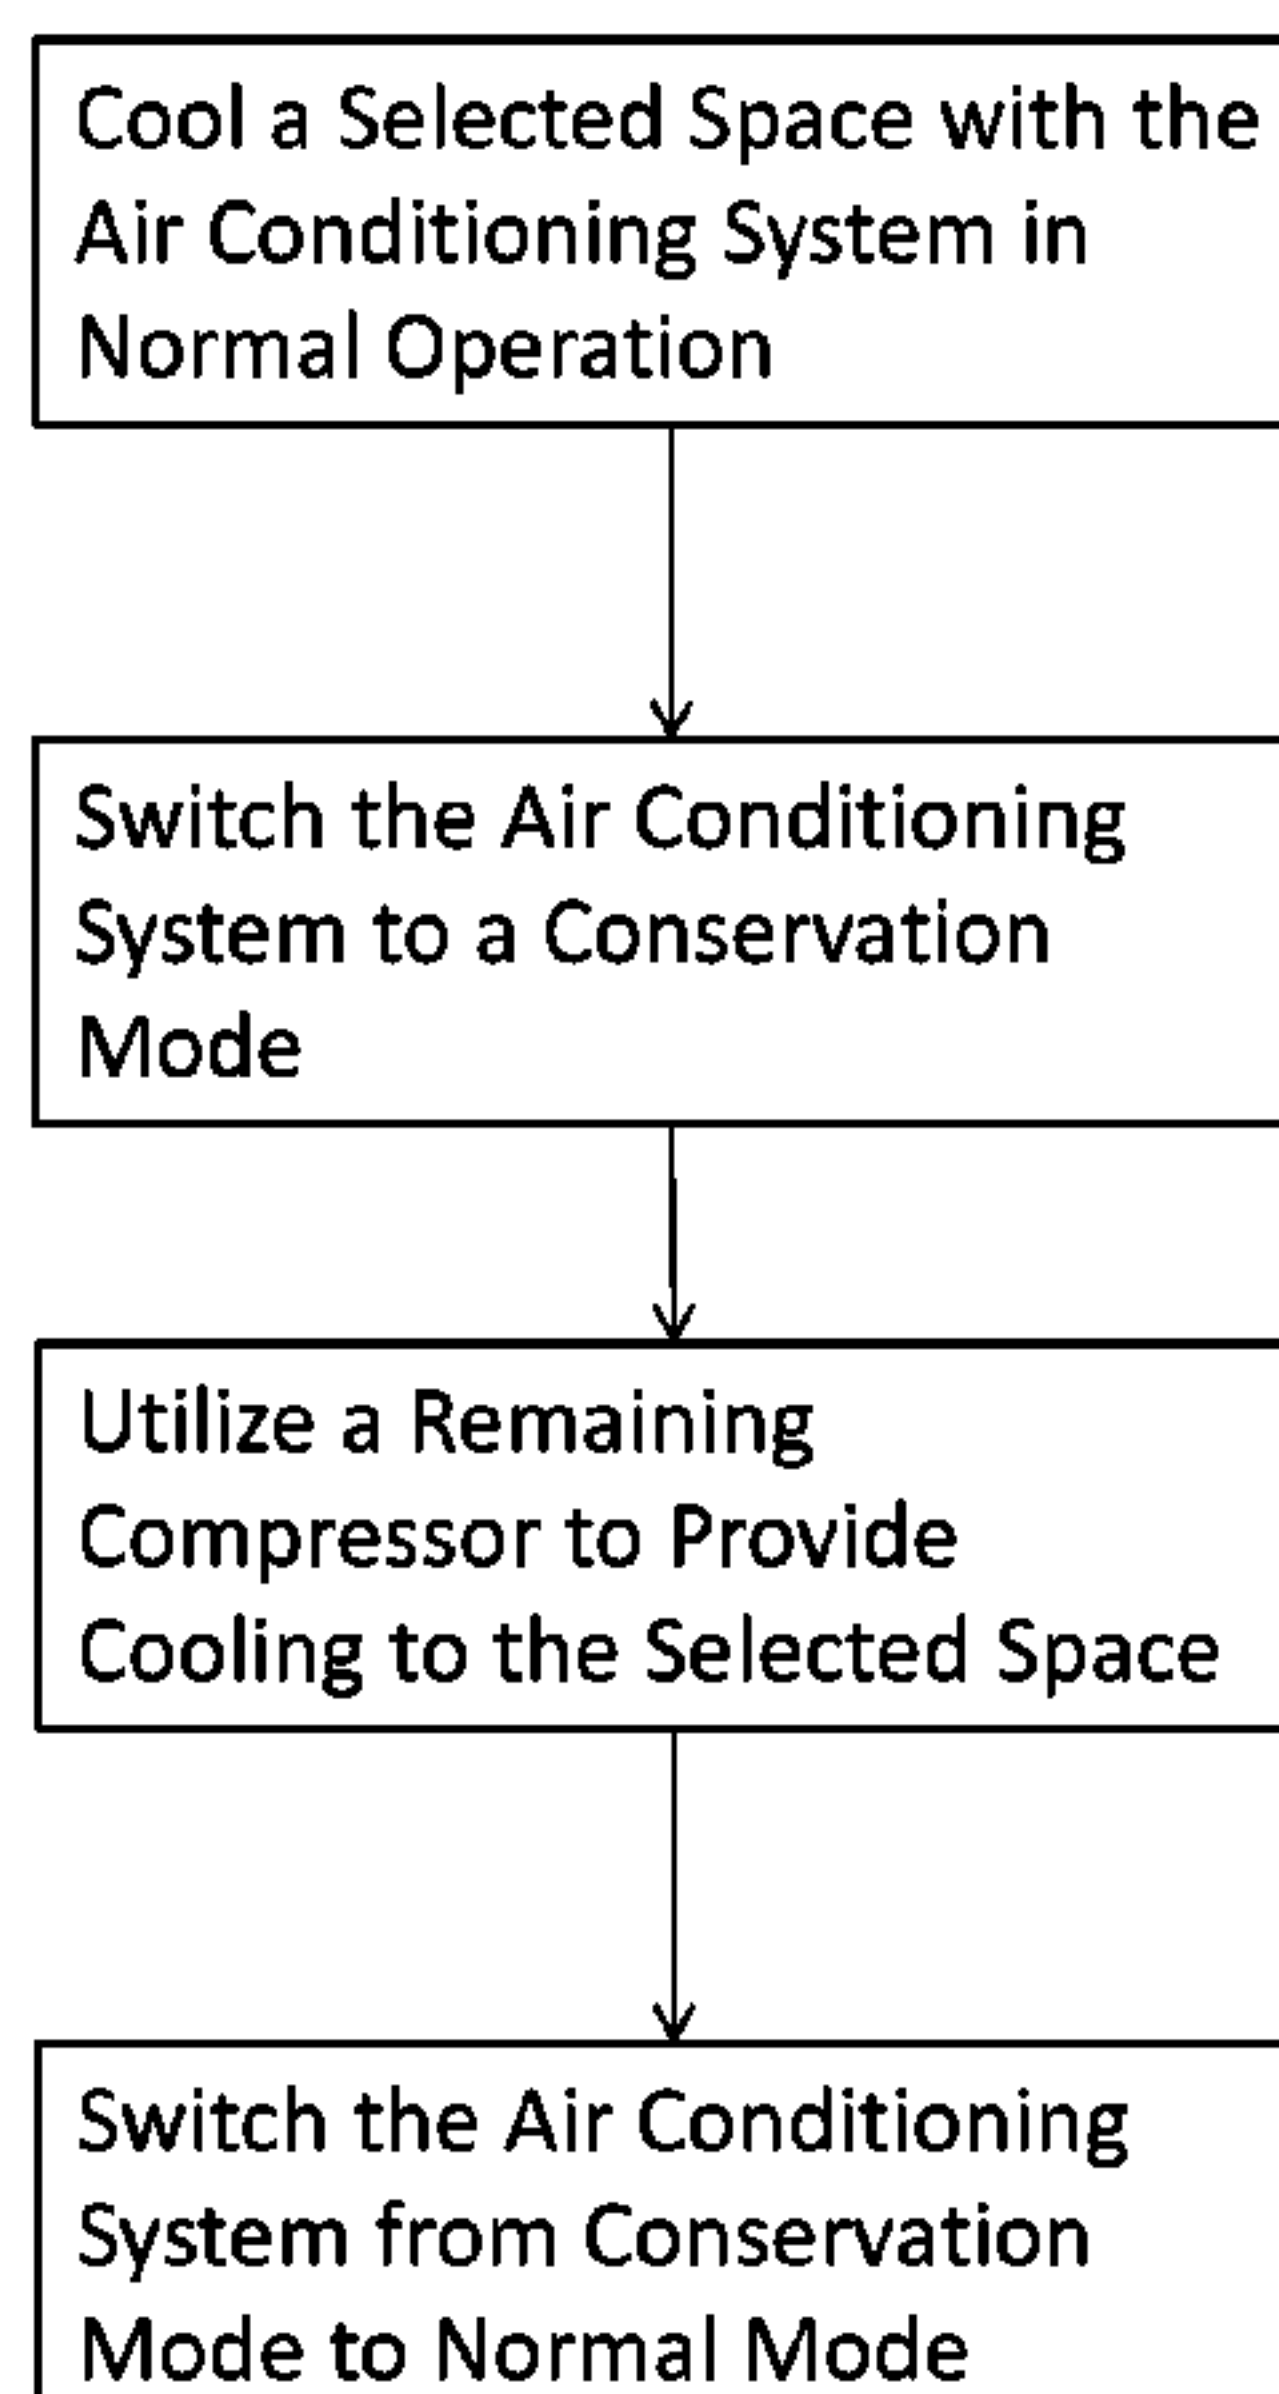 Cool a Selected Space with the
Air Conditioning System in
Normal Operation
Switch the Air Conditioning
System to a Conservation
Mode
Utilize a Remaining
Compressor to Provide
Cooling to the Selected Space
Switch the Air Conditioning
System from Conservation
Mode to Normal Mode